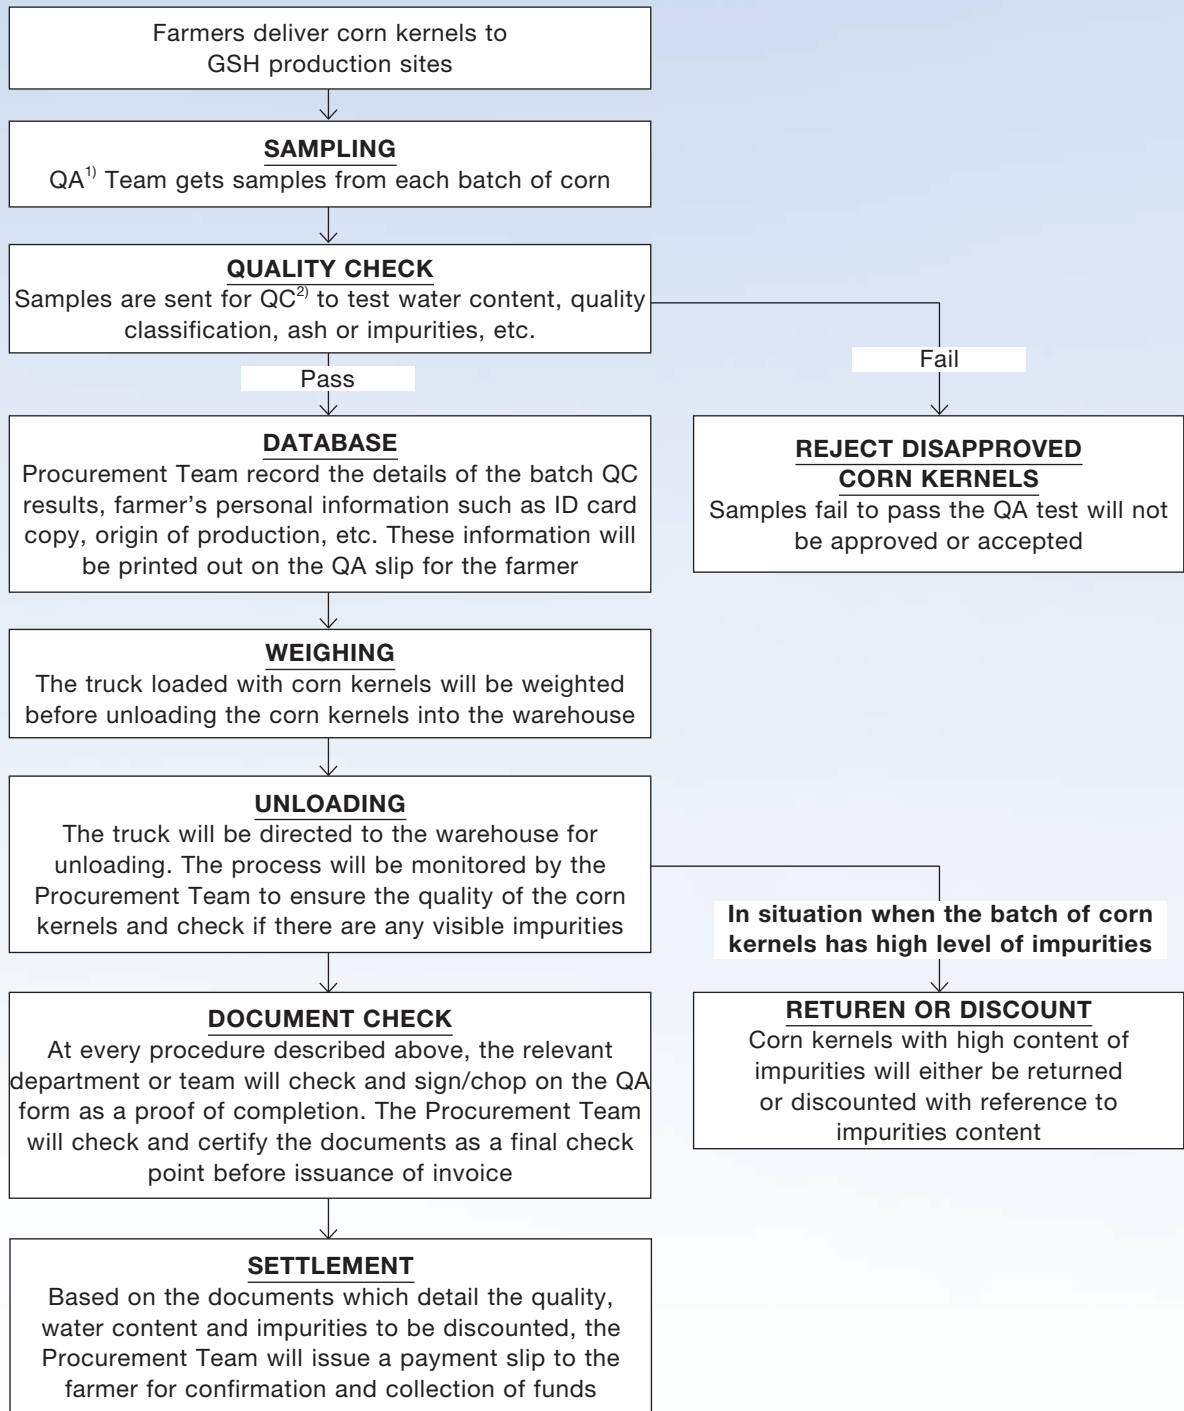 Farmers deliver corn kernels to
GSH production sites
SAMPLING
QA1) Team gets samples from each batch of corn
QUALITY CHECK
Samples are sent for QC2) to test water content, quality
classification, ash or impurities, etc.
Pass
Fail
DATABASE
Procurement Team record the details of the batch QC
results, farmer's personal information such as ID card
copy, origin of production, etc. These information will
be printed out on the QA slip for the farmer
REJECT DISAPPROVED
CORN KERNELS
Samples fail to pass the QA test will not
be approved or accepted
WEIGHING
The truck loaded with corn kernels will be weighted
before unloading the corn kernels into the warehouse
UNLOADING
The truck will be directed to the warehouse for
unloading. The process will be monitored by the
Procurement Team to ensure the quality of the corn
kernels and check if there are any visible impurities
In situation when the batch of corn
kernels has high level of impurities
DOCUMENT CHECK
At every procedure described above, the relevant
department or team will check and sign/chop on the QA
form as a proof of completion. The Procurement Team
will check and certify the documents as a final check
point before issuance of invoice
RETUREN OR DISCOUNT
Corn kernels with high content of
impurities will either be returned
or discounted with reference to
impurities content
SETTLEMENT
Based on the documents which detail the quality,
water content and impurities to be discounted, the
Procurement Team will issue a payment slip to the
farmer for confirmation and collection of funds